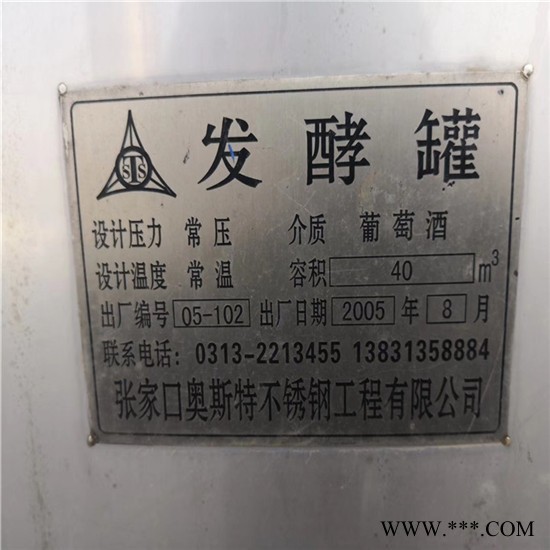 STS 发酵罐
设计压力 常压 介质 葡萄酒
设计温度 常温 容积 40 m³
出厂编号 05-102 出厂日期 2005 年 8 月
联系电话: 0313-2213455 13831358884
张家口奥斯特不锈钢工程有限公司
WWW.***.COM